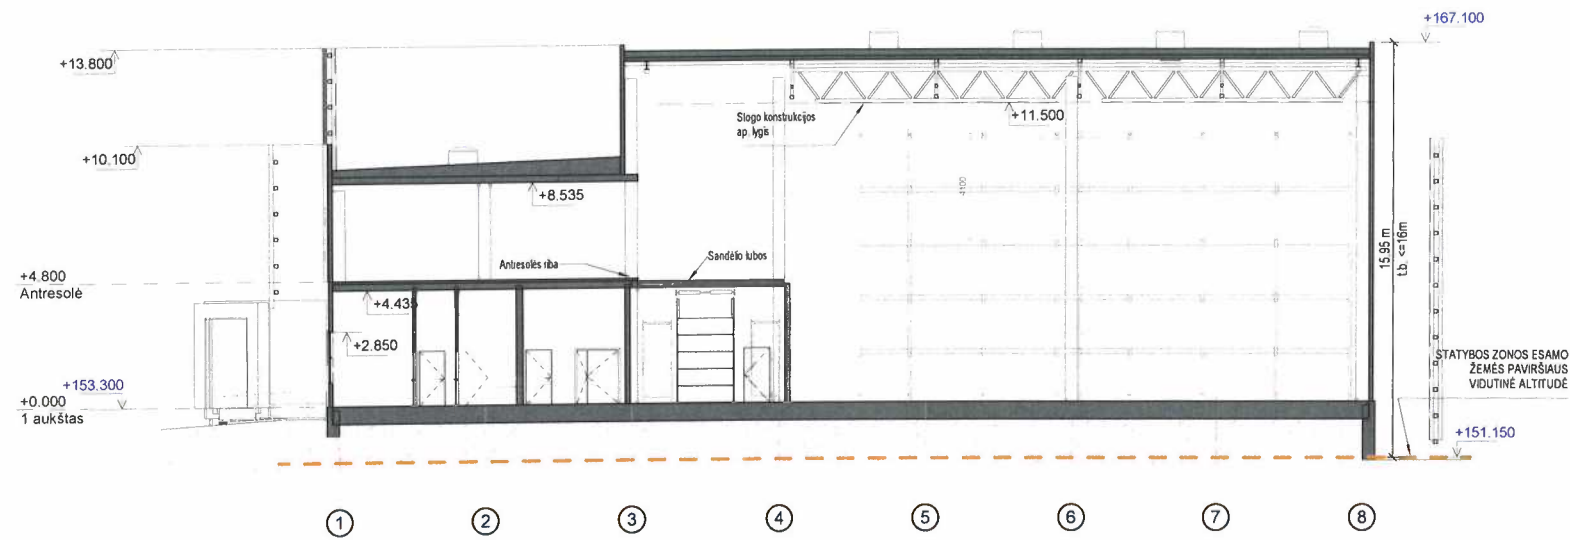 +167.100
+13.800
Stogo konstrukcijos
ap. lygis
+11.500
+10.100
+8.535
4100
15.95 m
t.b. <=16m
Antresolės riba
Sandėlio lubos
+4.800
Antresolė
+4.435
+2.850
STATYBOS ZONOS ESAMO
ŽEMĖS PAVIRŠIAUS
VIDUTINĖ ALTITUDĖ
+153.300
+0.000
1 aukštas
+151.150
1
2
3
4
5
6
7
8